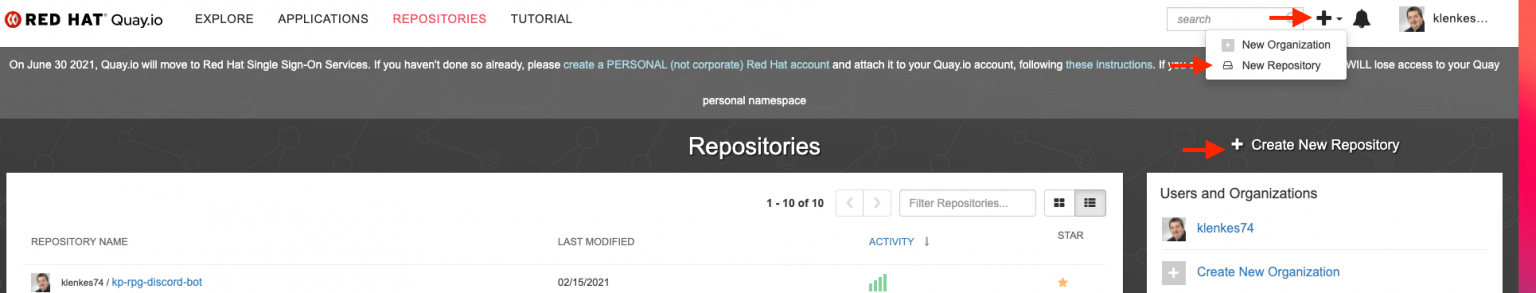 RED HAT Quay.io EXPLORE APPLICATIONS REPOSITORIES TUTORIAL search klenkes...
New Organization
New Repository
On June 30 2021, Quay.io will move to Red Hat Single Sign-On Services. If you haven't done so already, please create a PERSONAL (not corporate) Red Hat account and attach it to your Quay.io account, following these instructions. If you WILL lose access to your Quay
personal namespace
Repositories
Create New Repository
1 - 10 of 10 Filter Repositories...
Users and Organizations
klenkes74
REPOSITORY NAME LAST MODIFIED ACTIVITY STAR
Create New Organization
klenkes74 / kp-rpg-discord-bot 02/15/2021